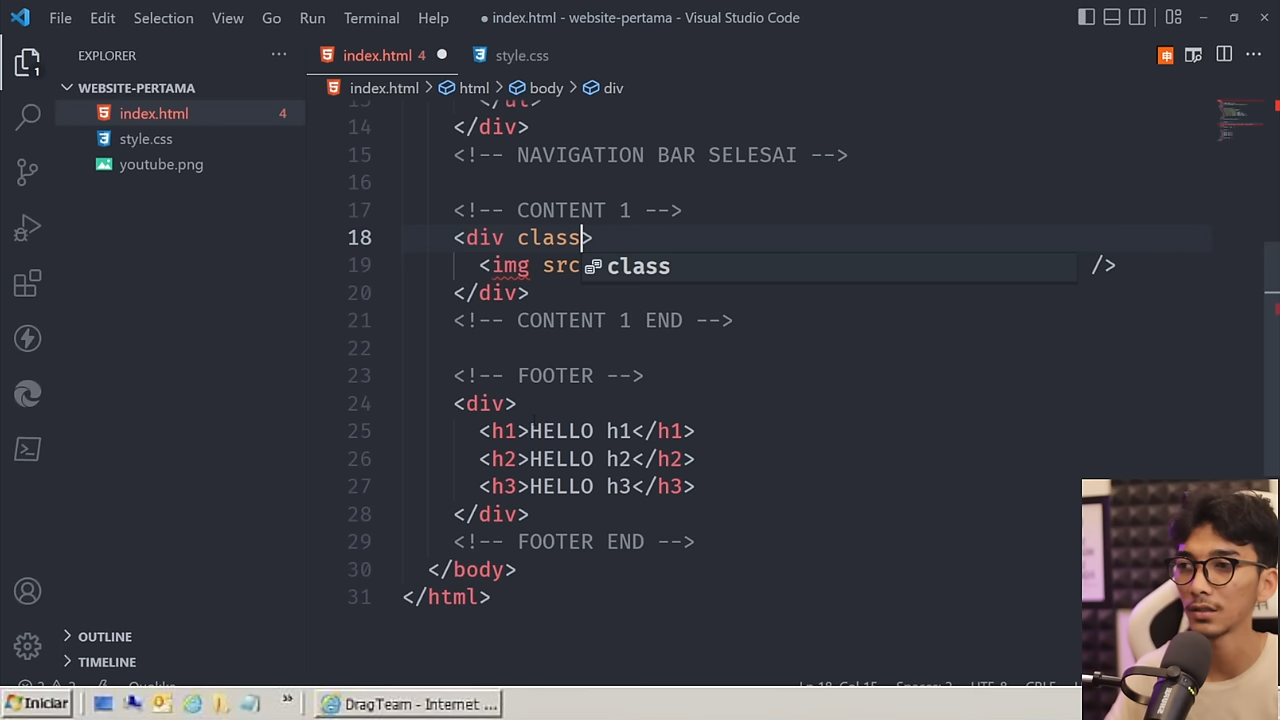 File Edit Selection View Go Run Terminal Help
index.html - website-pertama - Visual Studio Code
EXPLORER
index.html 4
style.css
WEBSITE-PERTAMA
index.html 4
style.css
youtube.png
index.html > html > body > div
14 </div>
15 <!-- NAVIGATION BAR SELESAI -->
16
17 <!-- CONTENT 1 -->
18 <div class>
class
19 <img src />
20 </div>
21 <!-- CONTENT 1 END -->
22
23 <!-- FOOTER -->
24 <div>
25 <h1>HELLO h1</h1>
26 <h2>HELLO h2</h2>
27 <h3>HELLO h3</h3>
28 </div>
29 <!-- FOOTER END -->
30 </body>
31 </html>
OUTLINE
TIMELINE
Iniciar
DragTeam - Internet ...